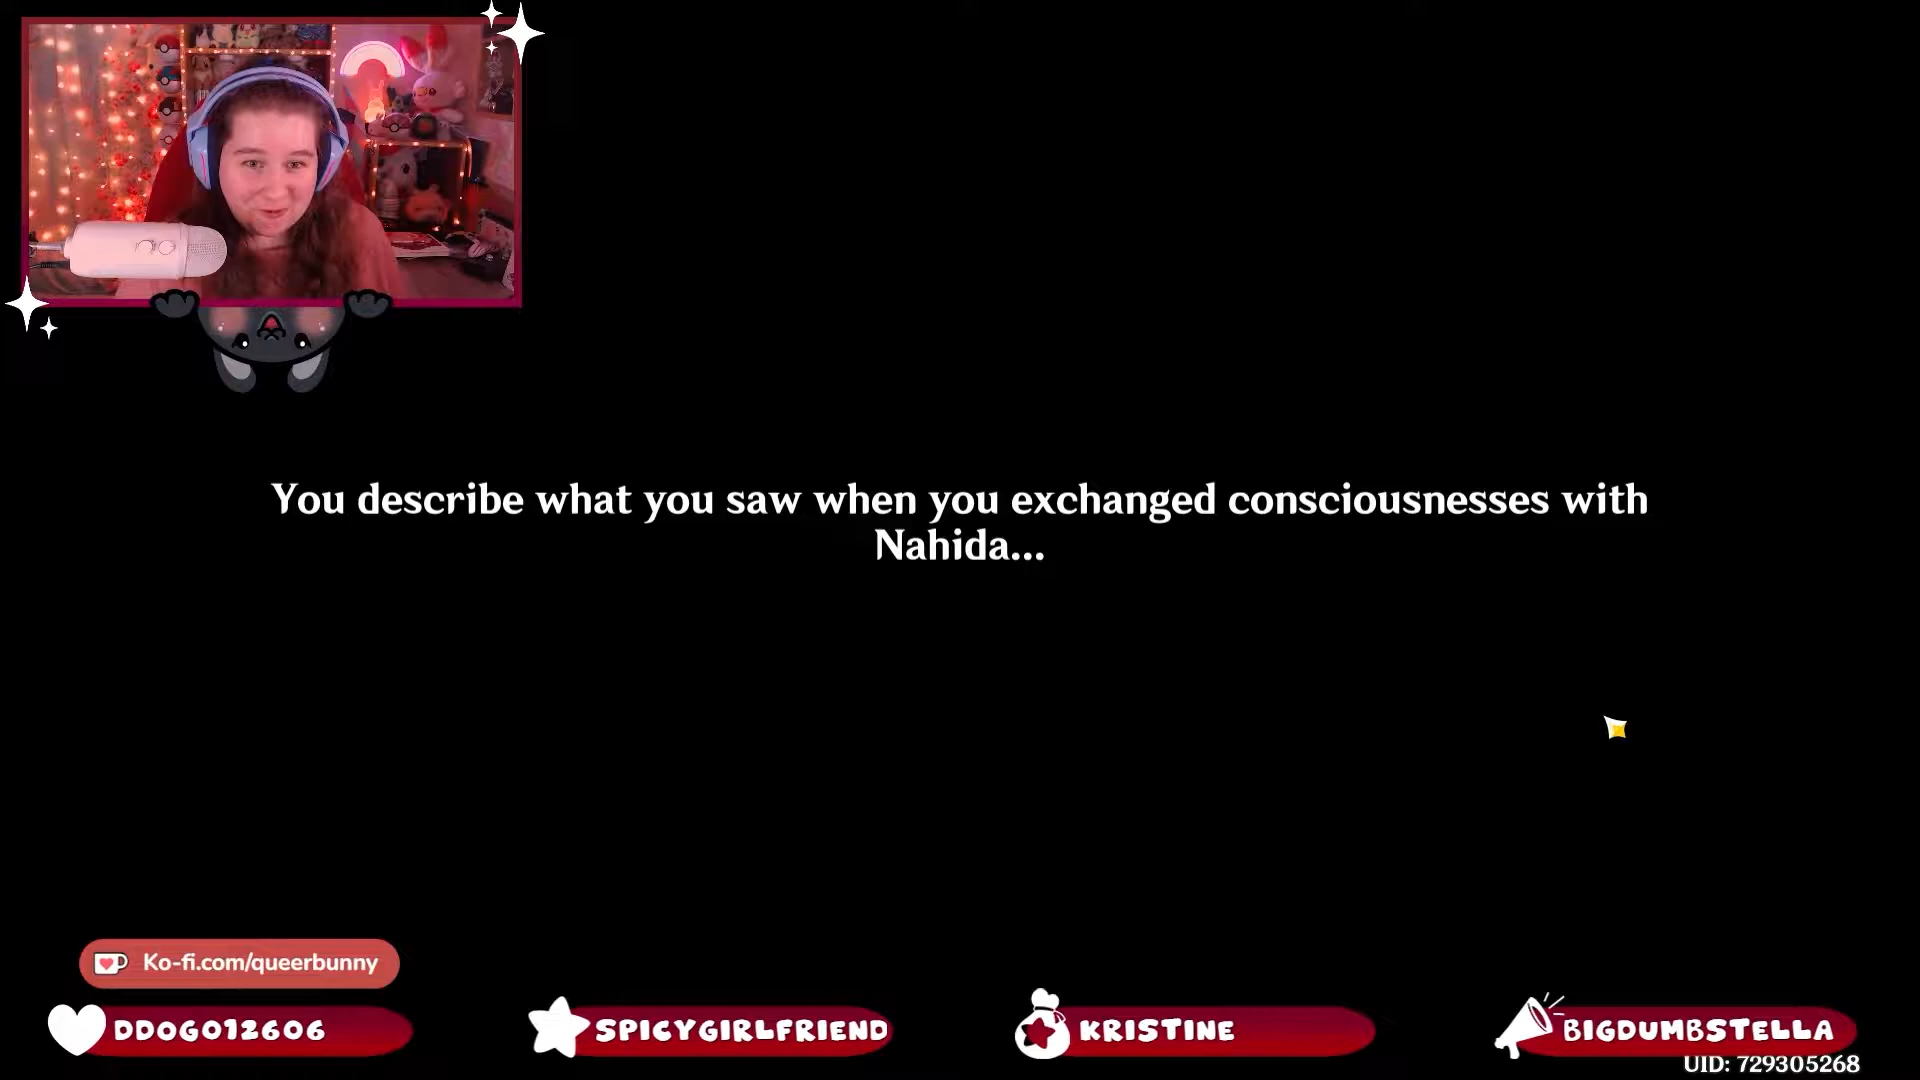 You describe what you saw when you exchanged consciousnesses with
Nahida...
Ko-fi.com/queerbunny
DDOGO12606
SPICYGIRLFRIEND
KRISTINE
BIGDUMBSTELLA
UID: 729305268